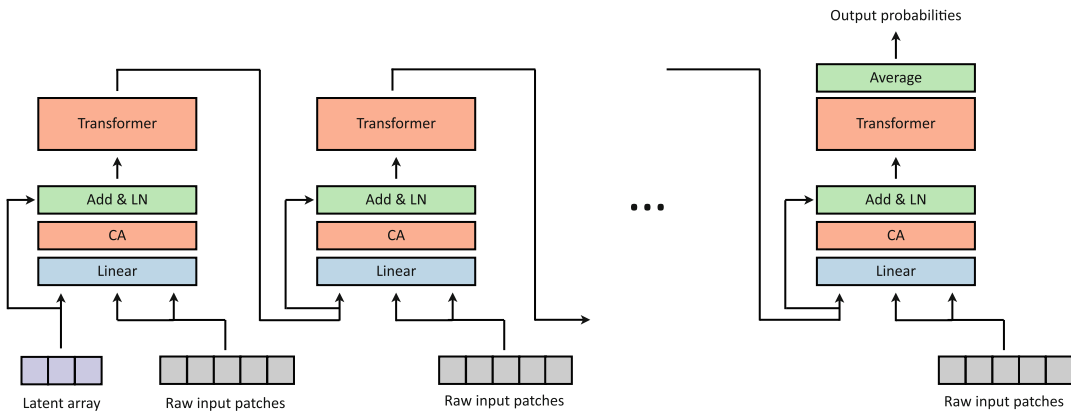 Output probabilities
Average
Transformer
Transformer
Transformer
Add & LN
Add & LN
Add & LN
CA
CA
CA
Linear
Linear
Linear
Latent array
Raw input patches
Raw input patches
Raw input patches